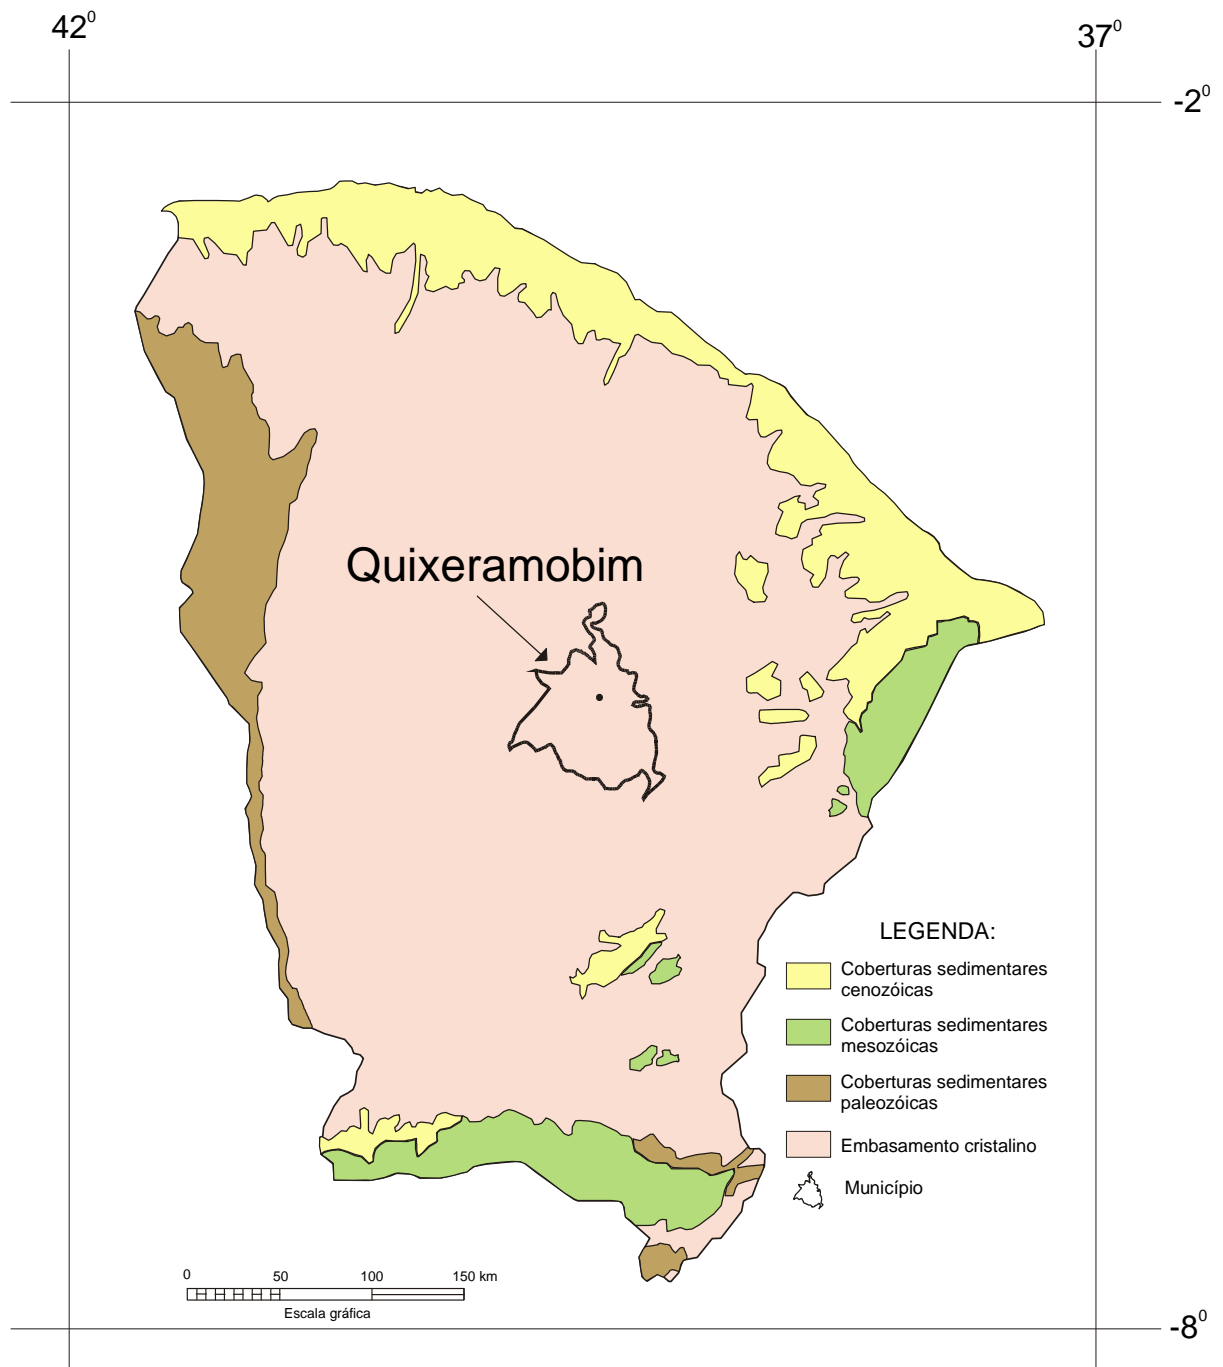 42⁰
37⁰
-2⁰
Quixeramobim
LEGENDA:
Coberturas sedimentares
cenozóicas
Coberturas sedimentares
mesozóicas
Coberturas sedimentares
paleozóicas
Embasamento cristalino
Município
0 50 100 150 km
Escala gráfica
-8⁰